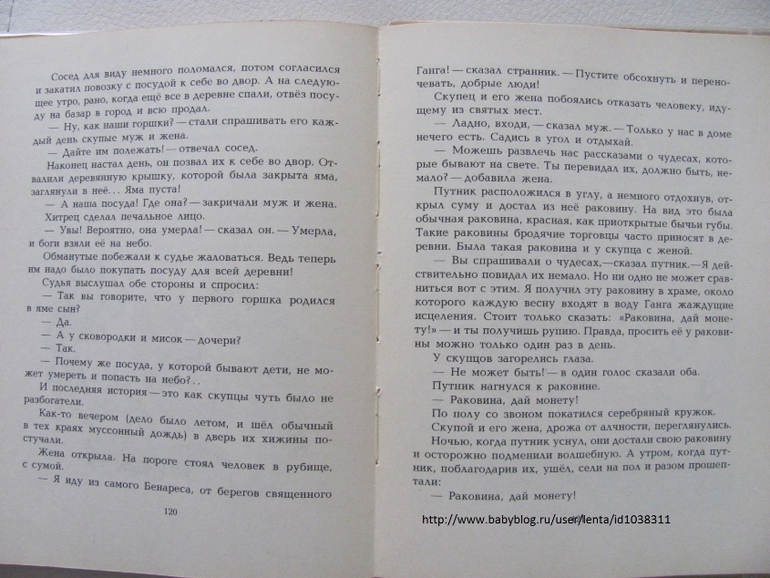 Сосед для виду немного поломался, потом согласился
и закатил повозку с посудой к себе во двор. А на следую-
щее утро, рано, когда ещё все в деревне спали, отвёз посу-
ду на базар в город и всю продал.
— Ну, как наши горшки? — стали спрашивать его каж-
дый день скупые муж и жена.
— Дайте им полежать! — отвечал сосед.
Наконец настал день, он позвал их к себе во двор. От-
валили деревянную крышку, которой была закрыта яма,
заглянули в неё... Яма пуста!
— А наша посуда! Где она? — закричали муж и жена.
Хитрец сделал печальное лицо.
— Увы! Вероятно, она умерла! — сказал он. — Умерла,
и боги взяли её на небо.
Обманутые побежали к судье жаловаться. Ведь теперь
им надо было покупать посуду для всей деревни!
Судья выслушал обе стороны и спросил:
— Так вы говорите, что у первого горшка родился
в яме сын?
— Да.
— А у сковородки и мисок — дочери?
— Так.
— Почему же посуда, у которой бывают дети, не мо-
жет умереть и попасть на небо?..
И последняя история — это как скупцы чуть было не
разбогатели.
Как-то вечером (дело было летом, и шёл обычный
в тех краях муссонный дождь) в дверь их хижины по-
стучали.
Жена открыла. На пороге стоял человек в рубище,
с сумой.
— Я иду из самого Бенареса, от берегов священного
120
Ганга! — сказал странник. — Пустите обсохнуть и перено-
чевать, добрые люди!
Скупец и его жена побоялись отказать человеку, иду-
щему из святых мест.
— Ладно, входи, — сказал муж. — Только у нас в доме
нечего есть. Садись в угол и отдыхай.
— Можешь развлечь нас рассказами о чудесах, кото-
рые бывают на свете. Ты перевидал их, должно быть, не-
мало? — добавила жена.
Путник расположился в углу, а немного отдохнув, от-
крыл суму и достал из неё раковину. На вид это была
обычная раковина, красная, как приоткрытые бычьи губы.
Такие раковины бродячие торговцы часто приносят в де-
ревни. Была такая раковина и у скупца с женой.
— Вы спрашивали о чудесах,—сказал путник.—Я дей-
ствительно повидал их немало. Но ни одно не может срав-
ниться вот с этим. Я получил эту раковину в храме, около
которого каждую весну входят в воду Ганга жаждущие
исцеления. Стоит только сказать: «Раковина, дай моне-
ту!» — и ты получишь рупию. Правда, просить её у ракови-
ны можно только один раз в день.
У скупцов загорелись глаза.
— Не может быть! — в один голос сказали оба.
Путник нагнулся к раковине.
— Раковина, дай монету!
По полу со звоном покатился серебряный кружок.
Скупой и его жена, дрожа от алчности, переглянулись.
Ночью, когда путник уснул, они достали свою раковину
и осторожно подменили волшебную. А утром, когда пут-
ник, поблагодарив их, ушёл, сели на пол и разом прошеп-
тали:
— Раковина, дай монету!
http://www.babyblog.ru/user/lenta/id1038311